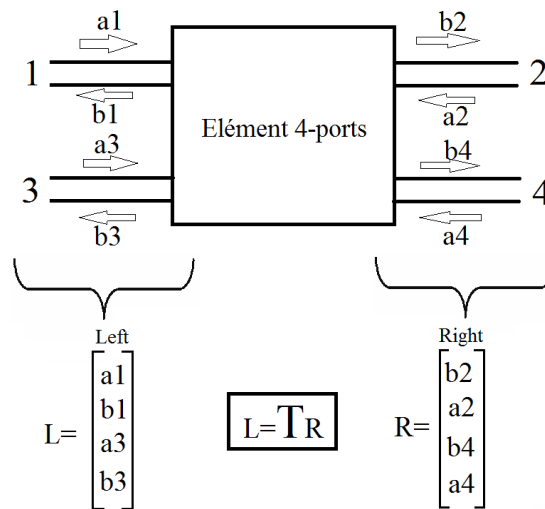 a1
b2
1
2
b1
a2
Elément 4-ports
a3
b4
3
4
b3
a4
Left
Right
a1
b1
L=
a3
b3
L=TR
b2
a2
R=
b4
a4